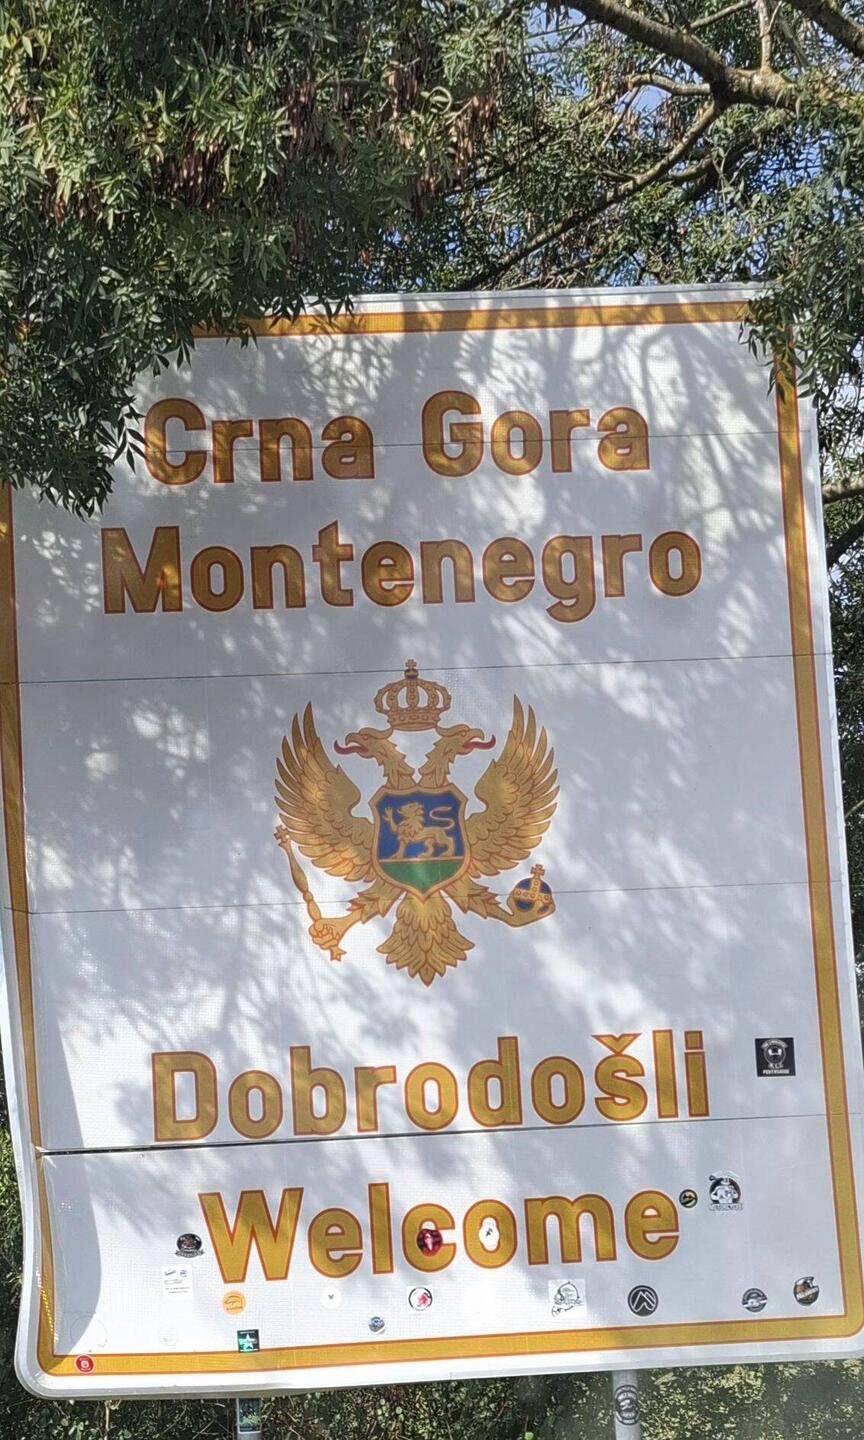 Crna Gora
Montenegro
Dobrodošli
Welcome